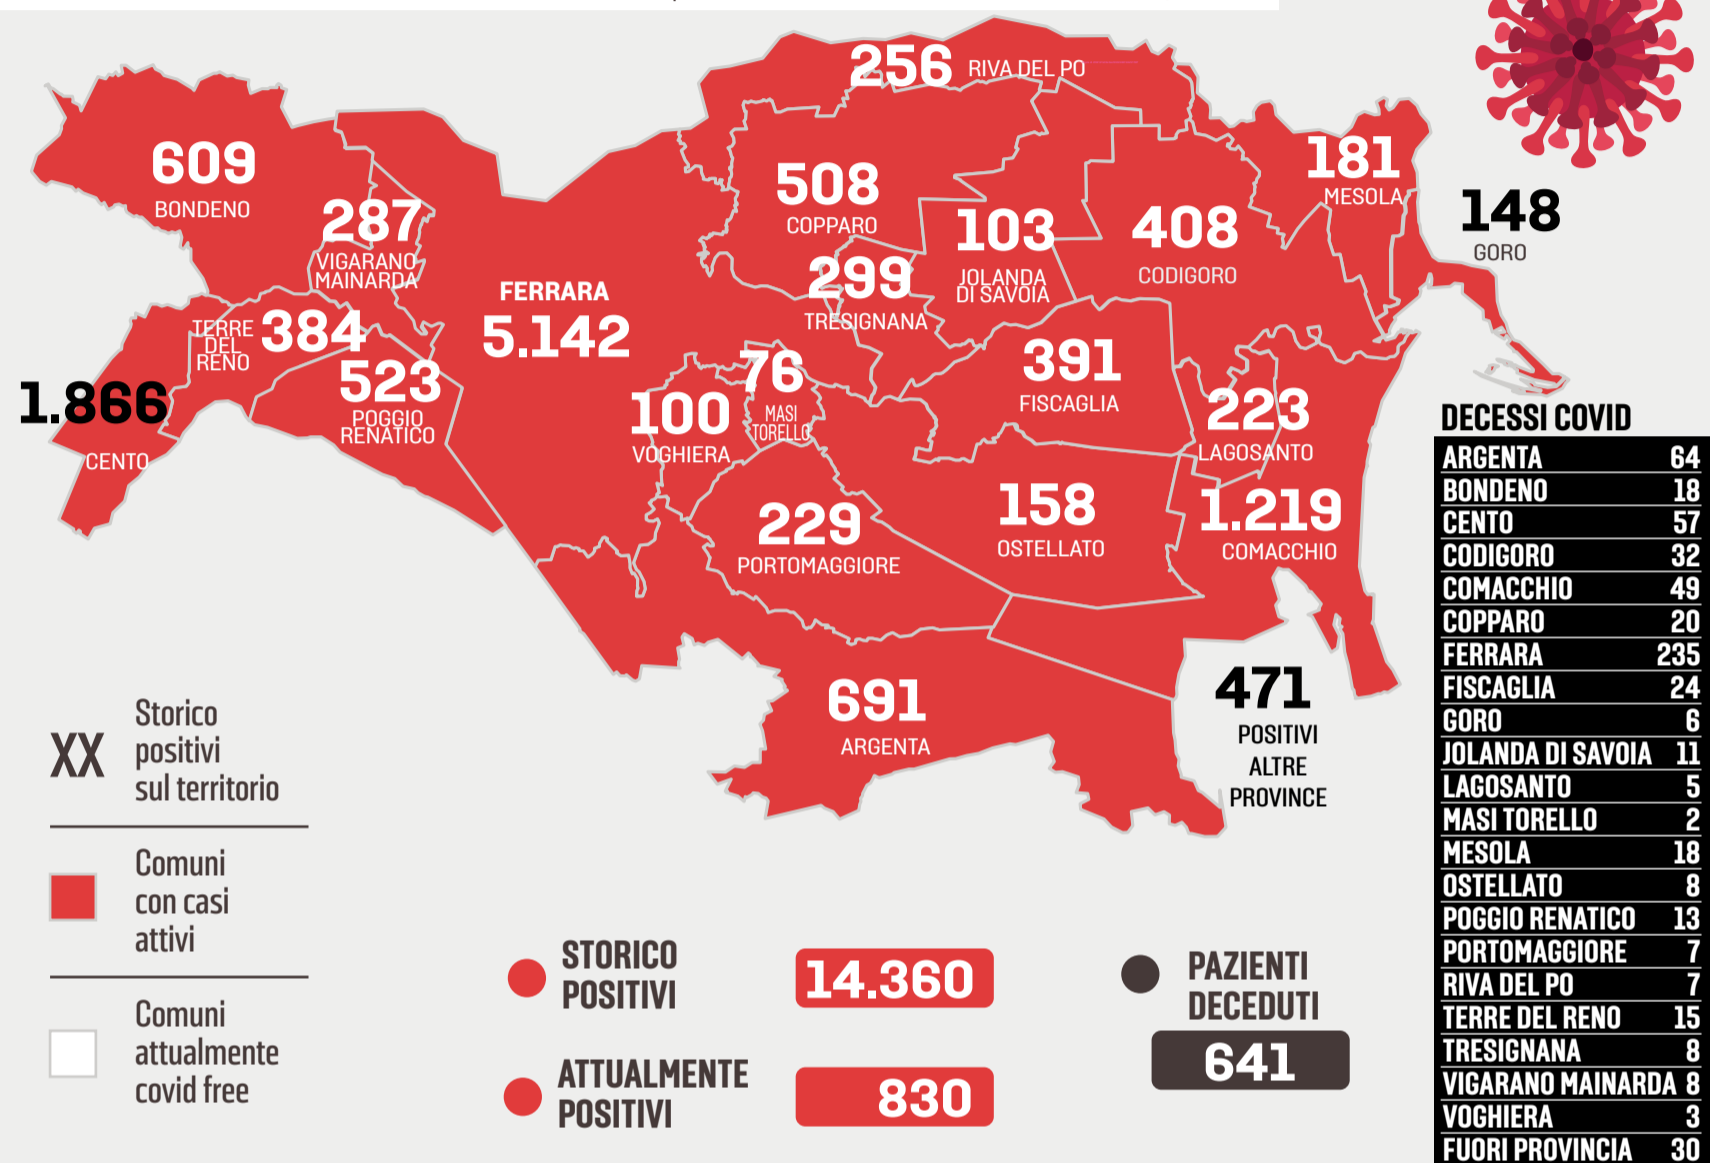 256 RIVA DEL PO
609
BONDENO
287
VIGARANO
MAINARDA
508
COPPARO
103
JOLANDA
DI SAVOIA
408
CODIGORO
181
MESOLA
148
GORO
299
TRESIGNANA
FERRARA
5.142
TERRE
DEL
RENO
384
523
POGGIO
RENATICO
1.866
CENTO
76
MASI
TORELLO
100
VOGHIERA
391
FISCAGLIA
223
LAGOSANTO
229
PORTOMAGGIORE
158
OSTELLATO
1.219
COMACCHIO
691
ARGENTA
471
POSITIVI
ALTRE
PROVINCE
XX
Storico
positivi
sul territorio
Comuni
con casi
attivi
Comuni
attualmente
covid free
STORICO
POSITIVI
14.360
ATTUALMENTE
POSITIVI
830
PAZIENTI
DECEDUTI
641
DECESSI COVID
ARGENTA 64
BONDENO 18
CENTO 57
CODIGORO 32
COMACCHIO 49
COPPARO 20
FERRARA 235
FISCAGLIA 24
GORO 6
JOLANDA DI SAVOIA 11
LAGOSANTO 5
MASI TORELLO 2
MESOLA 18
OSTELLATO 8
POGGIO RENATICO 13
PORTOMAGGIORE 7
RIVA DEL PO 7
TERRE DEL RENO 15
TRESIGNANA 8
VIGARANO MAINARDA 8
VOGHIERA 3
FUORI PROVINCIA 30